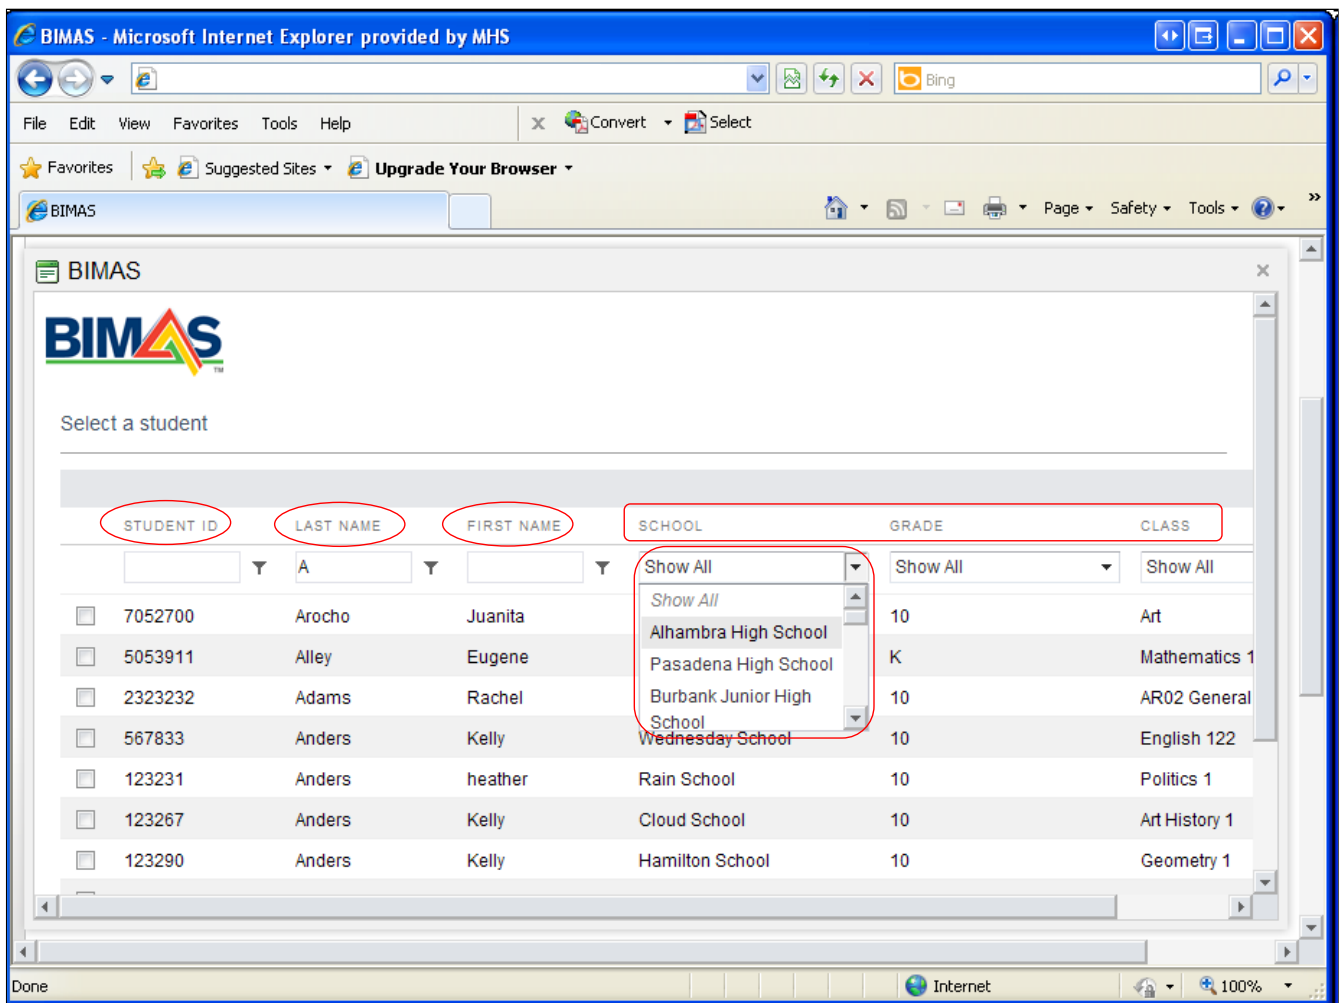 BIMAS - Microsoft Internet Explorer provided by MHS
Bing
File Edit View Favorites Tools Help x Convert Select
Favorites Suggested Sites Upgrade Your Browser
BIMAS Page Safety Tools »
BIMAS
BIMAS TM
Select a student
STUDENT ID LAST NAME FIRST NAME SCHOOL GRADE CLASS
A Show All Show All Show All
Show All
7052700 Arocho Juanita 10 Art
Alhambra High School
5053911 Alley Eugene K Mathematics 1
Pasadena High School
2323232 Adams Rachel 10 AR02 General
Burbank Junior High
School
567833 Anders Kelly Wednesday School 10 English 122
123231 Anders heather Rain School 10 Politics 1
123267 Anders Kelly Cloud School 10 Art History 1
123290 Anders Kelly Hamilton School 10 Geometry 1
Done Internet 100%